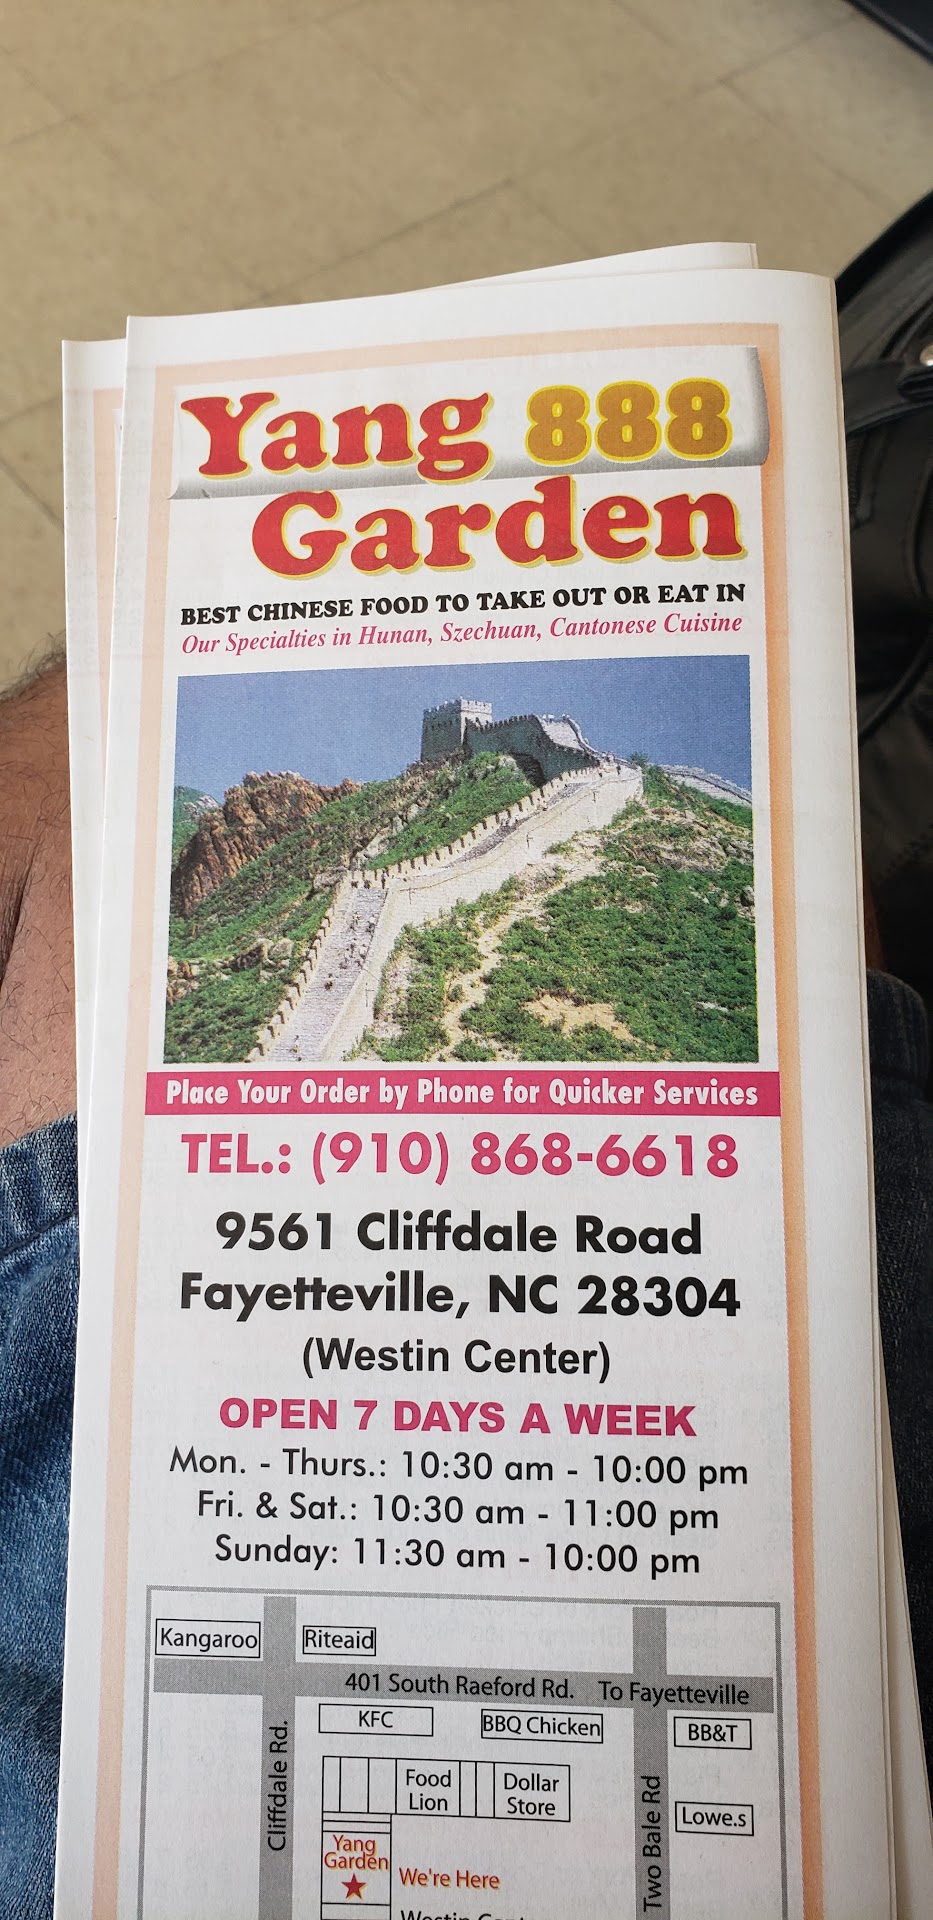 Yang 888
Garden
BEST CHINESE FOOD TO TAKE OUT OR EAT IN
Our Specialties in Hunan, Szechuan, Cantonese Cuisine
Place Your Order by Phone for Quicker Services
TEL.: (910) 868-6618
9561 Cliffdale Road
Fayetteville, NC 28304
(Westin Center)
OPEN 7 DAYS A WEEK
Mon. - Thurs.: 10:30 am - 10:00 pm
Fri. & Sat.: 10:30 am - 11:00 pm
Sunday: 11:30 am - 10:00 pm
Kangaroo
Riteaid
401 South Raeford Rd. To Fayetteville
KFC
BBQ Chicken
BB&T
Cliffdale Rd.
Food
Lion
Dollar
Store
Two Bale Rd
Lowe.s
Yang
Garden
We're Here
Westin